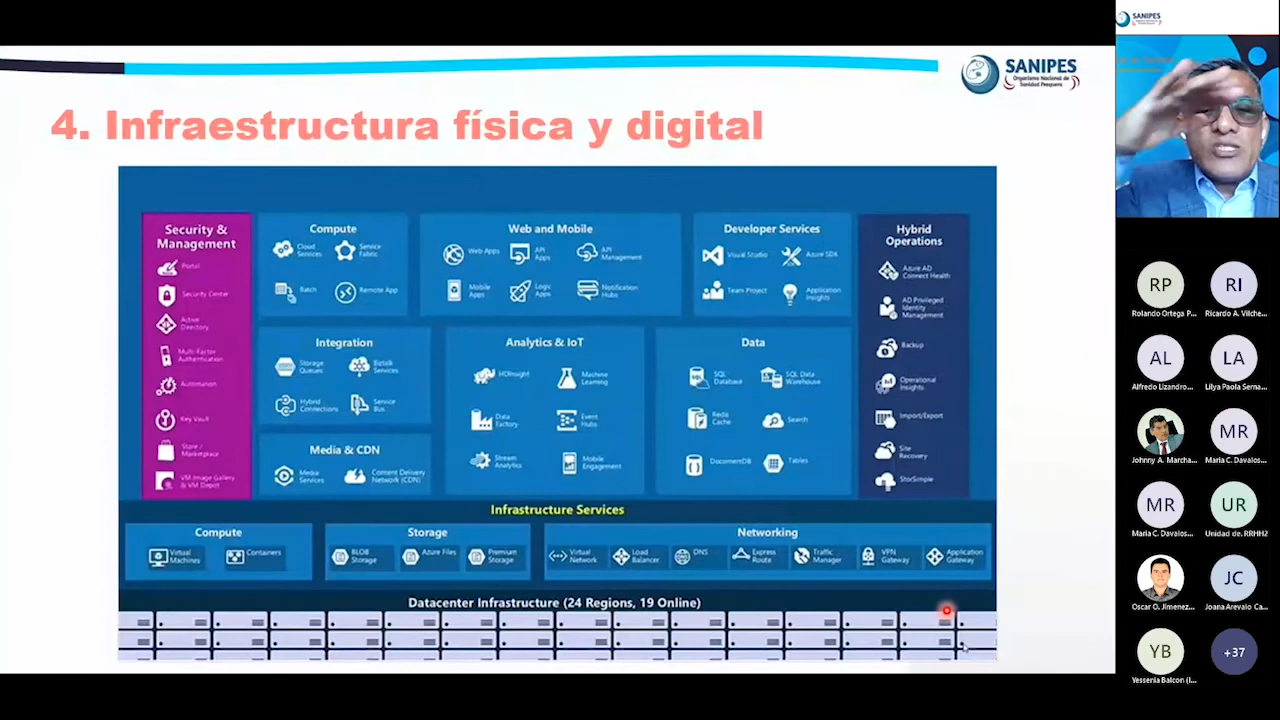 SANIPES
SANIPES
Organismo Nacional de
Sanidad Pesquera
4. Infraestructura física y digital
Security &
Management
Portal
Security Center
Active
Directory
Multi-Factor
Authentication
Automation
Key Vault
Store /
Marketplace
VM Image Gallery
& VM Depot
Compute
Cloud
Services
Service
Fabric
Batch
Remote App
Web and Mobile
Web Apps
API
Apps
API
Management
Mobile
Apps
Logic
Apps
Notification
Hubs
Developer Services
Visual Studio
Azure SDK
Team Project
Application
Insights
Hybrid
Operations
Azure AD
Connect Health
AD Privileged
Identity
Management
Backup
Operational
Insights
Import/Export
Site
Recovery
StorSimple
Integration
Storage
Queues
Biztalk
Services
Hybrid
Connections
Service
Bus
Analytics & IoT
HDInsight
Machine
Learning
Data
Factory
Event
Hubs
Stream
Analytics
Mobile
Engagement
Data
SQL
Database
SQL Data
Warehouse
Redis
Cache
Search
DocumentDB
Tables
Media & CDN
Media
Services
Content Delivery
Network (CDN)
Infrastructure Services
Compute
Virtual
Machines
Containers
Storage
BLOB
Storage
Azure Files
Premium
Storage
Networking
Virtual
Network
Load
Balancer
DNS
Express
Route
Traffic
Manager
VPN
Gateway
Application
Gateway
Datacenter Infrastructure (24 Regions, 19 Online)
RP
Rolando Ortega P...
RI
Ricardo A. Vilche...
AL
Alfredo Lizandro...
LA
Lilya Paola Serna...
Johnny A. Marcha...
MR
Maria C. Davalos...
MR
Maria C. Davalos...
UR
Unidad de. RRHH2
Oscar O. Jimenez...
JC
Joana Arevalo Ca...
YB
Yessenia Balcon (I...
+37